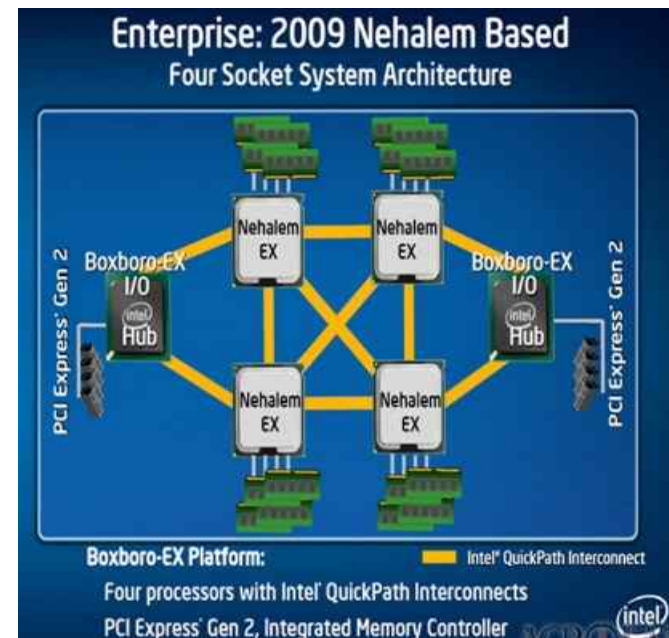 Enterprise: 2009 Nehalem Based
Four Socket System Architecture
Nehalem
EX
Nehalem
EX
Boxboro-EX
I/O
intel
Hub
PCI Express* Gen 2
Boxboro-EX
I/O
intel
Hub
PCI Express* Gen 2
Nehalem
EX
Nehalem
EX
Boxboro-EX Platform:
Intel® QuickPath Interconnect
Four processors with Intel® QuickPath Interconnects
PCI Express* Gen 2, Integrated Memory Controller
intel